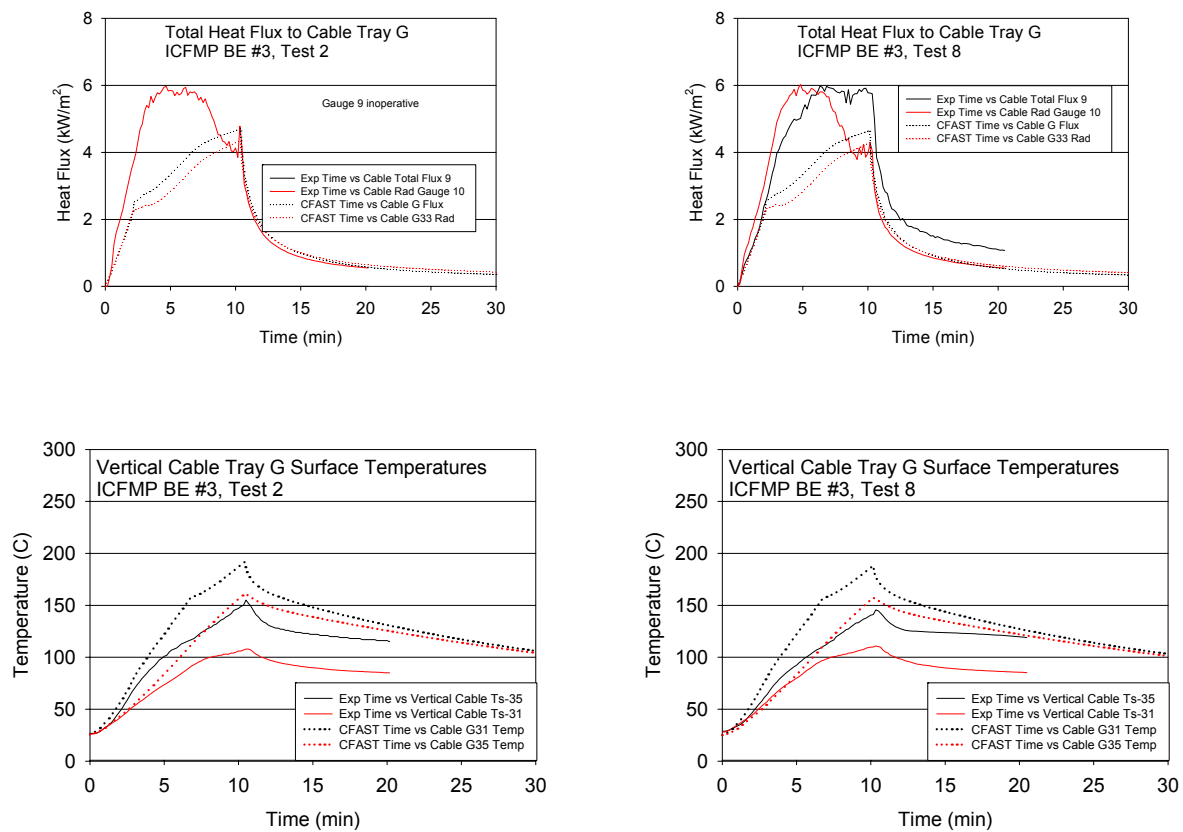 Total Heat Flux to Cable Tray G
ICFMP BE #3, Test 2
Gauge 9 inoperative
Exp Time vs Cable Total Flux 9
Exp Time vs Cable Rad Gauge 10
CFAST Time vs Cable G Flux
CFAST Time vs Cable G33 Rad
Heat Flux (kW/m²)
8
6
4
2
0
0 5 10 15 20 25 30
Time (min)
Total Heat Flux to Cable Tray G
ICFMP BE #3, Test 8
Exp Time vs Cable Total Flux 9
Exp Time vs Cable Rad Gauge 10
CFAST Time vs Cable G Flux
CFAST Time vs Cable G33 Rad
Heat Flux (kW/m²)
8
6
4
2
0
0 5 10 15 20 25 30
Time (min)
Vertical Cable Tray G Surface Temperatures
ICFMP BE #3, Test 2
Exp Time vs Vertical Cable Ts-35
Exp Time vs Vertical Cable Ts-31
CFAST Time vs Cable G31 Temp
CFAST Time vs Cable G35 Temp
Temperature (C)
300
250
200
150
100
50
0
0 5 10 15 20 25 30
Time (min)
Vertical Cable Tray G Surface Temperatures
ICFMP BE #3, Test 8
Exp Time vs Vertical Cable Ts-35
Exp Time vs Vertical Cable Ts-31
CFAST Time vs Cable G31 Temp
CFAST Time vs Cable G35 Temp
Temperature (C)
300
250
200
150
100
50
0
0 5 10 15 20 25 30
Time (min)